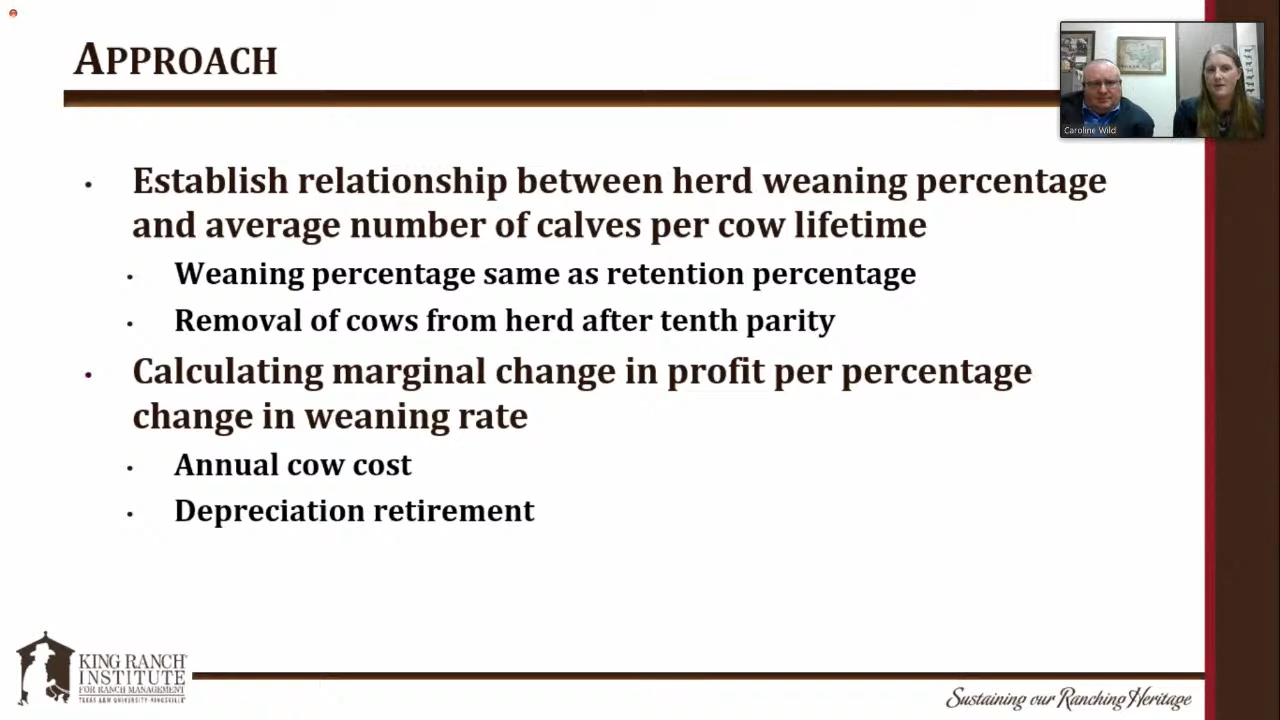 APPROACH
Caroline Wild
• Establish relationship between herd weaning percentage
and average number of calves per cow lifetime
• Weaning percentage same as retention percentage
• Removal of cows from herd after tenth parity
• Calculating marginal change in profit per percentage
change in weaning rate
• Annual cow cost
• Depreciation retirement
KING RANCH
INSTITUTE
FOR RANCH MANAGEMENT
TEXAS A&M UNIVERSITY-KINGSVILLE
Sustaining our Ranching Heritage